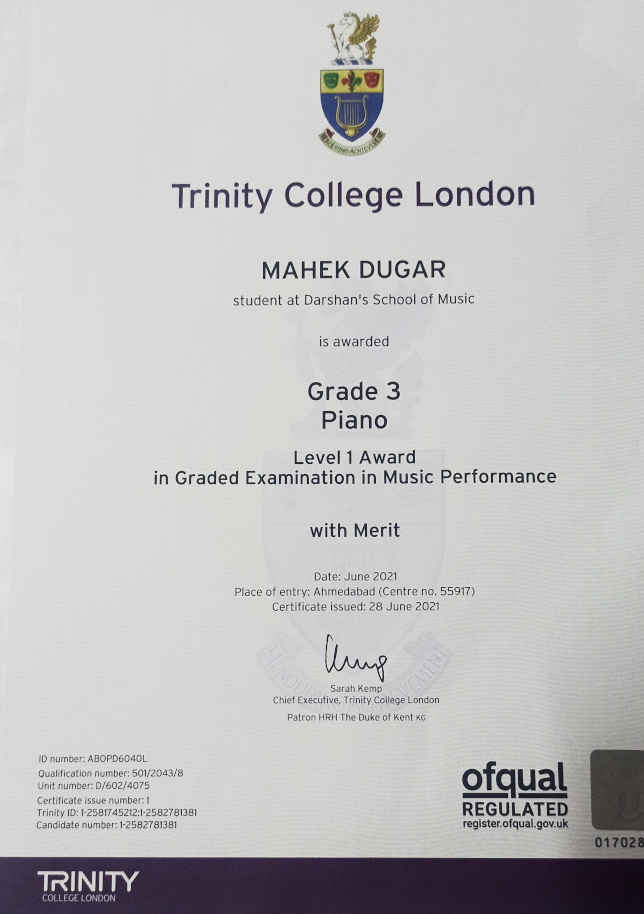 Trinity College London
MAHEK DUGAR
student at Darshan's School of Music
is awarded
Grade 3
Piano
Level 1 Award
in Graded Examination in Music Performance
with Merit
Date: June 2021
Place of entry: Ahmedabad (Centre no. 55917)
Certificate issued: 28 June 2021
Sarah Kemp
Chief Executive, Trinity College London
Patron HRH The Duke of Kent KG
ID number: ABOPD6040L
Qualification number: 501/2043/8
Unit number: D/602/4075
Certificate issue number: 1
Trinity ID: 1-2581745212:1-2582781381
Candidate number: 1-2582781381
ofqual
REGULATED
register.ofqual.gov.uk
017028
TRINITY
COLLEGE LONDON